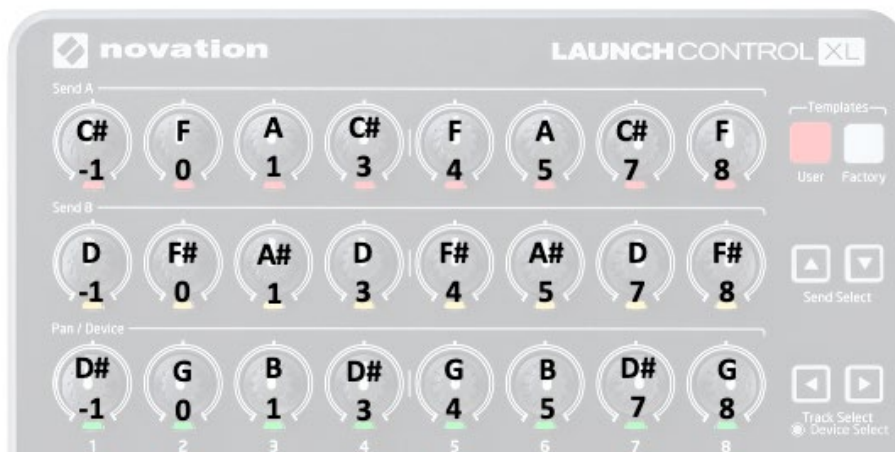 novation LAUNCHCONTROL XL
Send A
C# F A C# F A C# F
-1 0 1 3 4 5 7 8
Templates
User Factory
Send B
D F# A# D F# A# D F#
-1 0 1 3 4 5 7 8
Send Select
Pan / Device
D# G B D# G B D# G
-1 0 1 3 4 5 7 8
Track Select
Device Select
1 2 3 4 5 6 7 8